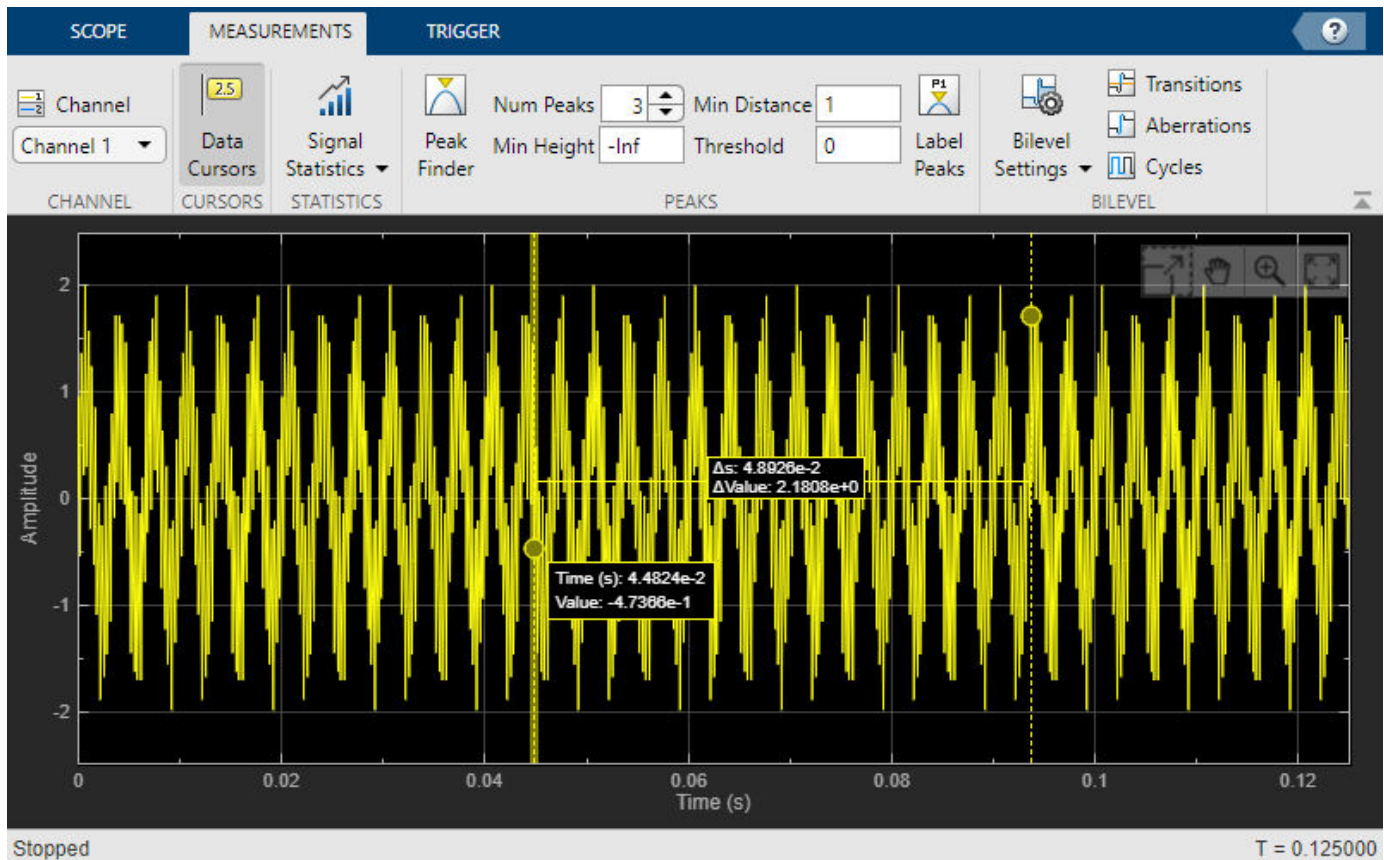 SCOPE MEASUREMENTS TRIGGER ?
1 2 Channel
Channel 1
CHANNEL
2.5
Data
Cursors
CURSORS
Signal
Statistics
STATISTICS
Peak
Finder
Num Peaks 3 Min Distance 1
Min Height -Inf Threshold 0
P1
Label
Peaks
PEAKS
Bilevel
Settings
Transitions
Aberrations
Cycles
BILEVEL
Amplitude
2
1
0
-1
-2
Δs: 4.8926e-2
ΔValue: 2.1808e+0
Time (s): 4.4824e-2
Value: -4.7366e-1
0 0.02 0.04 0.06 0.08 0.1 0.12
Time (s)
Stopped T = 0.125000